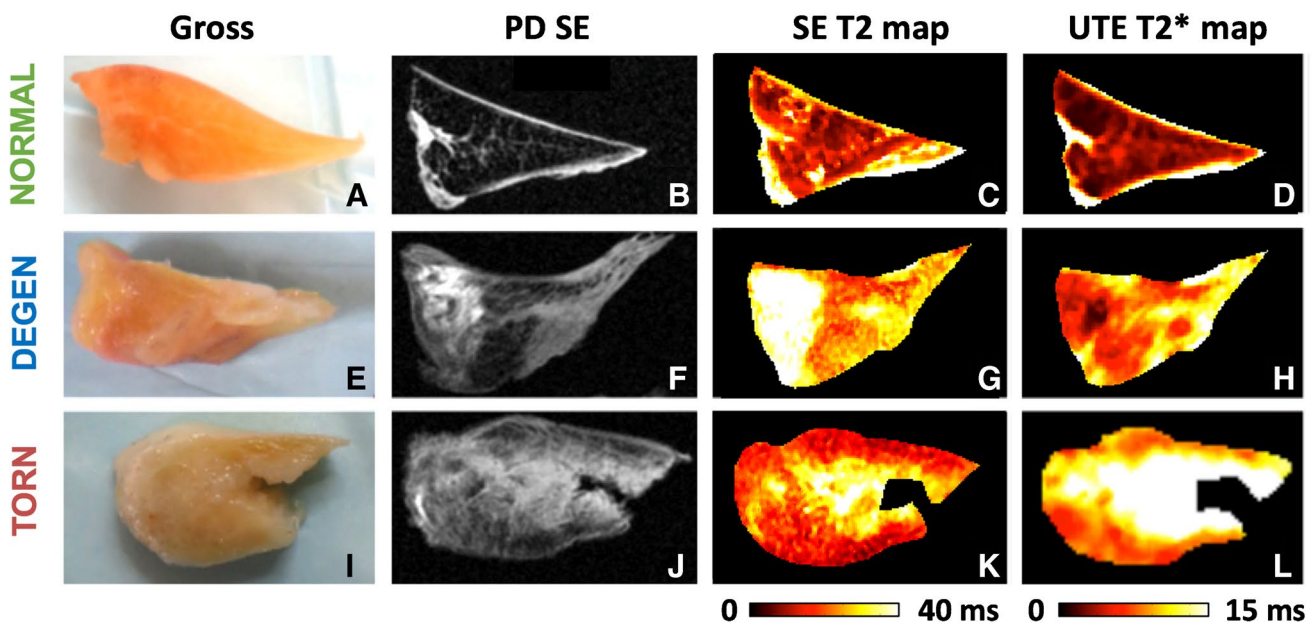 Gross PD SE SE T2 map UTE T2* map
NORMAL
A B C D
DEGEN
E F G H
TORN
I J K L
0 40 ms 0 15 ms